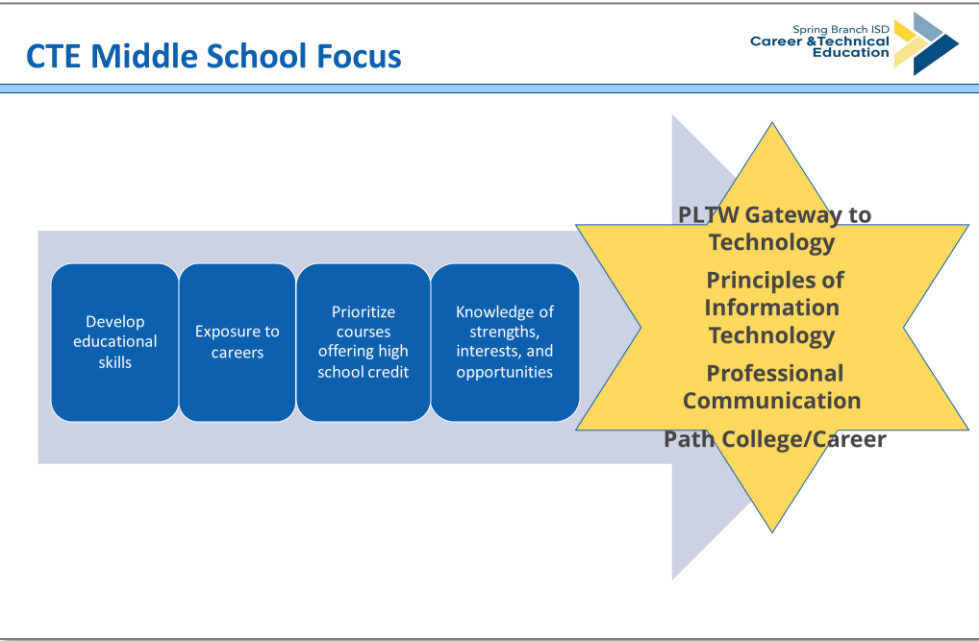 CTE Middle School Focus
Spring Branch ISD
Career &Technical
Education
Develop
educational
skills
Exposure to
careers
Prioritize
courses
offering high
school credit
Knowledge of
strengths,
interests, and
opportunities
PLTW Gateway to
Technology
Principles of
Information
Technology
Professional
Communication
Path College/Career